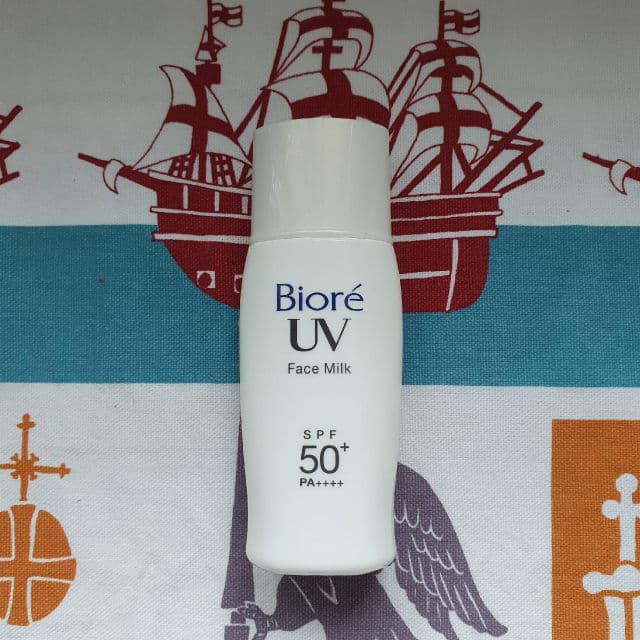 Bioré
UV
Face Milk
SPF
50+
PA++++